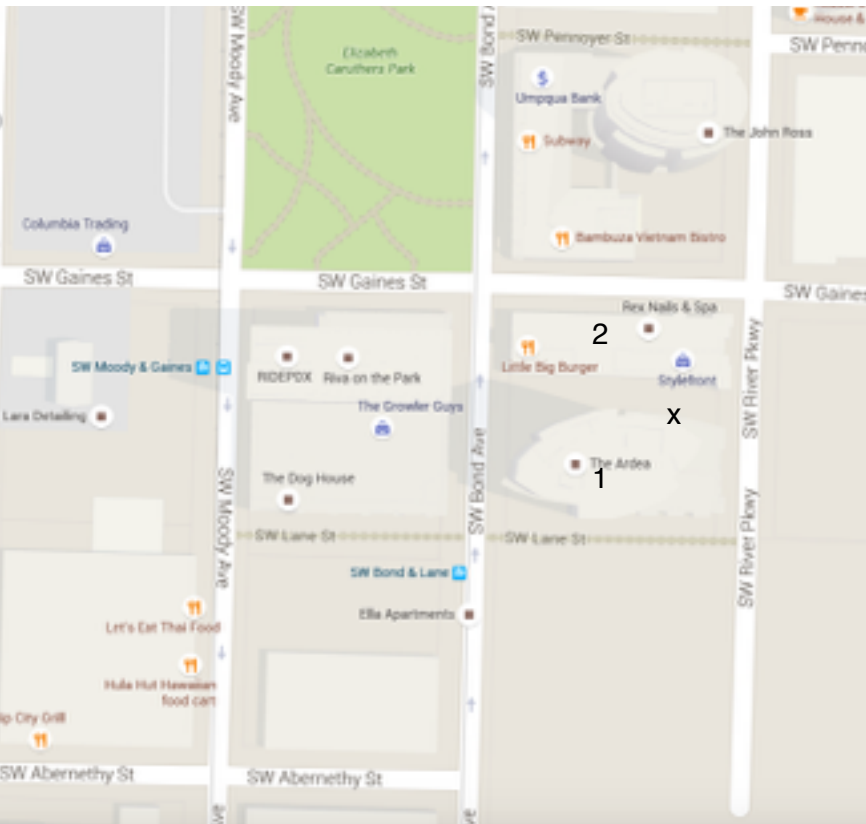 SW Moody Ave
Elizabeth
Caruthers Park
SW Bond A
SW Pennoyer St
House &
SW Penno
Umpqua Bank
Subway
The John Ross
Columbia Trading
Bambuza Vietnam Bistro
SW Gaines St
SW Gaines St
SW Gaines
Rex Nails & Spa
2
SW Moody & Gaines
RIDEPDX
Riva on the Park
Little Big Burger
Stylefront
SW River Pkwy
Lara Detailing
The Growler Guys
x
The Dog House
SW Moody Ave
SW Bond Ave
The Ardea
1
SW Lane St
SW Lane St
SW River Pkwy
SW Bond & Lane
Ella Apartments
Let's Eat Thai Food
Hula Hut Hawaiian
food cart
ip City Grill
SW Abernethy St
SW Abernethy St